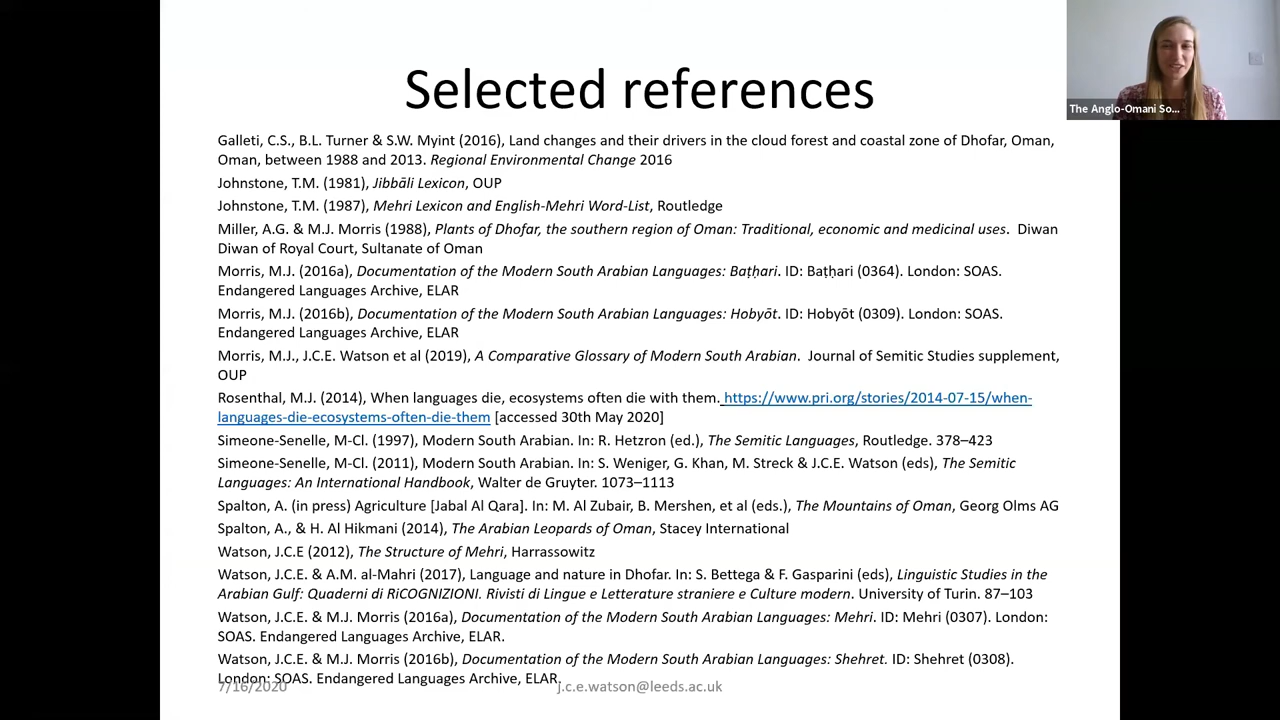 Selected references
The Anglo-Omani So...
Galleti, C.S., B.L. Turner & S.W. Myint (2016), Land changes and their drivers in the cloud forest and coastal zone of Dhofar, Oman,
Oman, between 1988 and 2013. Regional Environmental Change 2016
Johnstone, T.M. (1981), Jibbāli Lexicon, OUP
Johnstone, T.M. (1987), Mehri Lexicon and English-Mehri Word-List, Routledge
Miller, A.G. & M.J. Morris (1988), Plants of Dhofar, the southern region of Oman: Traditional, economic and medicinal uses. Diwan
Diwan of Royal Court, Sultanate of Oman
Morris, M.J. (2016a), Documentation of the Modern South Arabian Languages: Baṭḥari. ID: Baṭḥari (0364). London: SOAS.
Endangered Languages Archive, ELAR
Morris, M.J. (2016b), Documentation of the Modern South Arabian Languages: Hobyōt. ID: Hobyōt (0309). London: SOAS.
Endangered Languages Archive, ELAR
Morris, M.J., J.C.E. Watson et al (2019), A Comparative Glossary of Modern South Arabian. Journal of Semitic Studies supplement,
OUP
Rosenthal, M.J. (2014), When languages die, ecosystems often die with them. https://www.pri.org/stories/2014-07-15/when-
languages-die-ecosystems-often-die-them [accessed 30th May 2020]
Simeone-Senelle, M-Cl. (1997), Modern South Arabian. In: R. Hetzron (ed.), The Semitic Languages, Routledge. 378–423
Simeone-Senelle, M-Cl. (2011), Modern South Arabian. In: S. Weniger, G. Khan, M. Streck & J.C.E. Watson (eds), The Semitic
Languages: An International Handbook, Walter de Gruyter. 1073–1113
Spalton, A. (in press) Agriculture [Jabal Al Qara]. In: M. Al Zubair, B. Mershen, et al (eds.), The Mountains of Oman, Georg Olms AG
Spalton, A., & H. Al Hikmani (2014), The Arabian Leopards of Oman, Stacey International
Watson, J.C.E (2012), The Structure of Mehri, Harrassowitz
Watson, J.C.E. & A.M. al-Mahri (2017), Language and nature in Dhofar. In: S. Bettega & F. Gasparini (eds), Linguistic Studies in the
Arabian Gulf: Quaderni di RiCOGNIZIONI. Rivisti di Lingue e Letterature straniere e Culture modern. University of Turin. 87–103
Watson, J.C.E. & M.J. Morris (2016a), Documentation of the Modern South Arabian Languages: Mehri. ID: Mehri (0307). London:
SOAS. Endangered Languages Archive, ELAR.
Watson, J.C.E. & M.J. Morris (2016b), Documentation of the Modern South Arabian Languages: Shehret. ID: Shehret (0308).
London: SOAS. Endangered Languages Archive, ELAR.
7/16/2020
j.c.e.watson@leeds.ac.uk